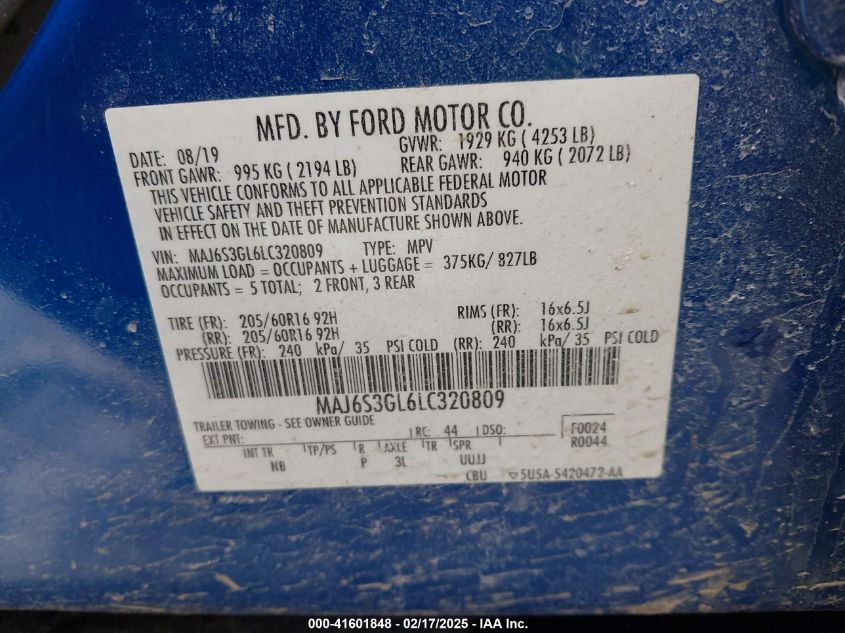 MFD. BY FORD MOTOR CO.
DATE: 08/19 GVWR: 1929 KG ( 4253 LB)
FRONT GAWR: 995 KG ( 2194 LB) REAR GAWR: 940 KG ( 2072 LB)
THIS VEHICLE CONFORMS TO ALL APPLICABLE FEDERAL MOTOR
VEHICLE SAFETY AND THEFT PREVENTION STANDARDS
IN EFFECT ON THE DATE OF MANUFACTURE SHOWN ABOVE.
VIN: MAJ6S3GL6LC320809 TYPE: MPV
MAXIMUM LOAD = OCCUPANTS + LUGGAGE = 375KG/ 827LB
OCCUPANTS = 5 TOTAL; 2 FRONT, 3 REAR
TIRE (FR): 205/60R16 92H RIMS (FR): 16x6.5J
(RR): 205/60R16 92H (RR): 16x6.5J
PRESSURE (FR): 240 kPa/ 35 PSI COLD (RR): 240 kPa/ 35 PSI COLD
MAJ6S3GL6LC320809
TRAILER TOWING - SEE OWNER GUIDE
EXT PNT: RC: 44 DSO: F0024
R0044
INT TR TP/PS R AXLE TR SPR
NB P 3L UUJJ
CBU 5U5A-5420472-AA
000-41601848 - 02/17/2025 - IAA Inc.